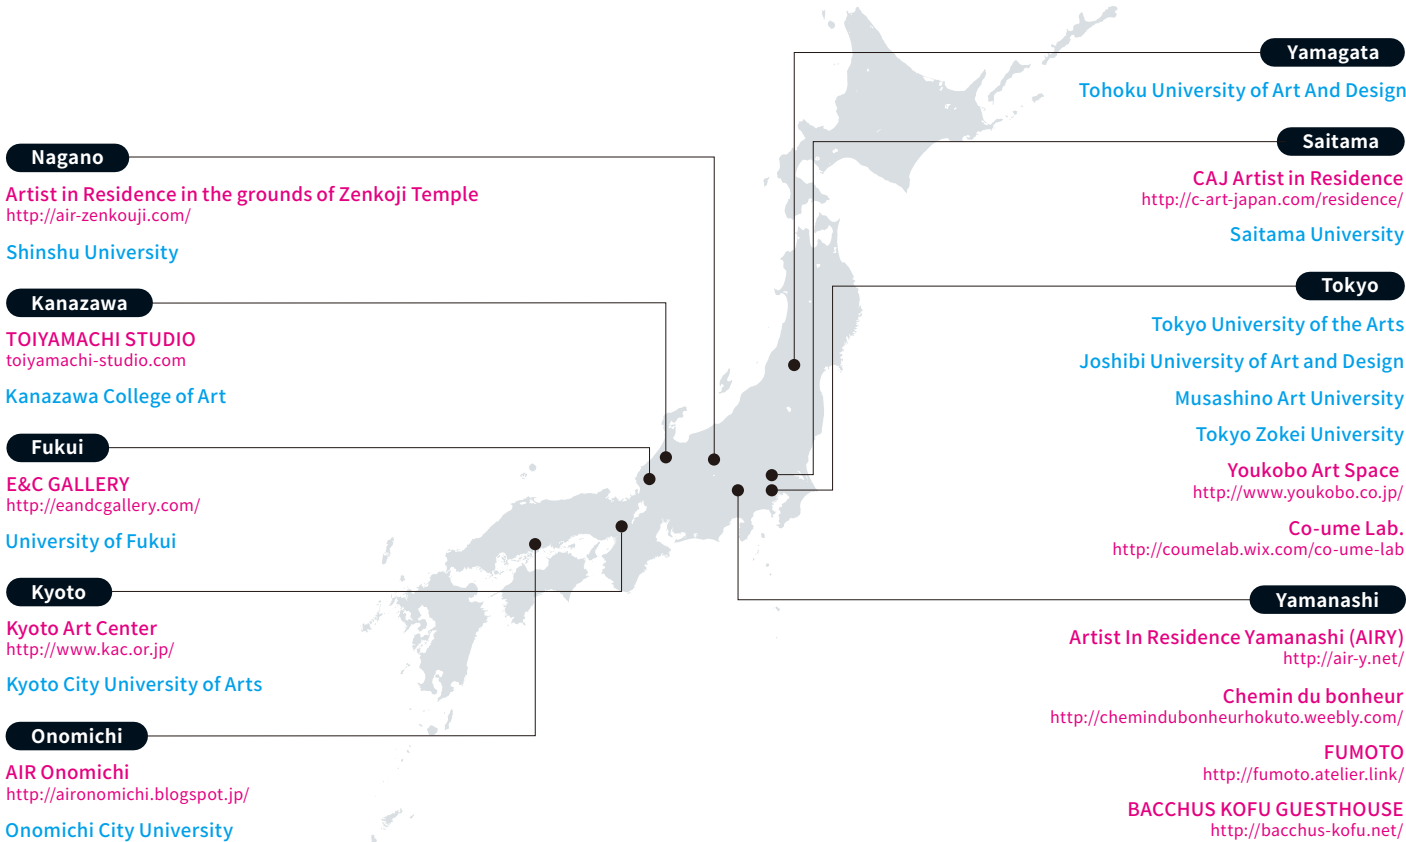 Nagano
Artist in Residence in the grounds of Zenkoji Temple
http://air-zenkouji.com/
Shinshu University
Kanazawa
TOIYAMACHI STUDIO
toiyamachi-studio.com
Kanazawa College of Art
Fukui
E&C GALLERY
http://eandcgallery.com/
University of Fukui
Kyoto
Kyoto Art Center
http://www.kac.or.jp/
Kyoto City University of Arts
Onomichi
AIR Onomichi
http://aironomichi.blogspot.jp/
Onomichi City University
Yamagata
Tohoku University of Art And Design
Saitama
CAJ Artist in Residence
http://c-art-japan.com/residence/
Saitama University
Tokyo
Tokyo University of the Arts
Joshibi University of Art and Design
Musashino Art University
Tokyo Zokei University
Youkobo Art Space
http://www.youkobo.co.jp/
Co-ume Lab.
http://coumelab.wix.com/co-ume-lab
Yamanashi
Artist In Residence Yamanashi (AIRY)
http://air-y.net/
Chemin du bonheur
http://chemindubonheurhokuto.weebly.com/
FUMOTO
http://fumoto.atelier.link/
BACCHUS KOFU GUESTHOUSE
http://bacchus-kofu.net/